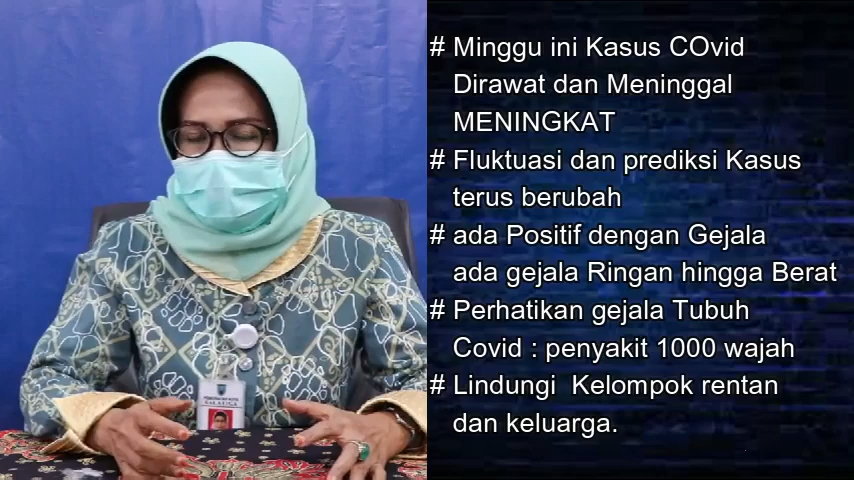 # Minggu ini Kasus COvid
Dirawat dan Meninggal
MENINGKAT
# Fluktuasi dan prediksi Kasus
terus berubah
# ada Positif dengan Gejala
ada gejala Ringan hingga Berat
# Perhatikan gejala Tubuh
Covid : penyakit 1000 wajah
# Lindungi  Kelompok rentan
dan keluarga.
SALATIGA